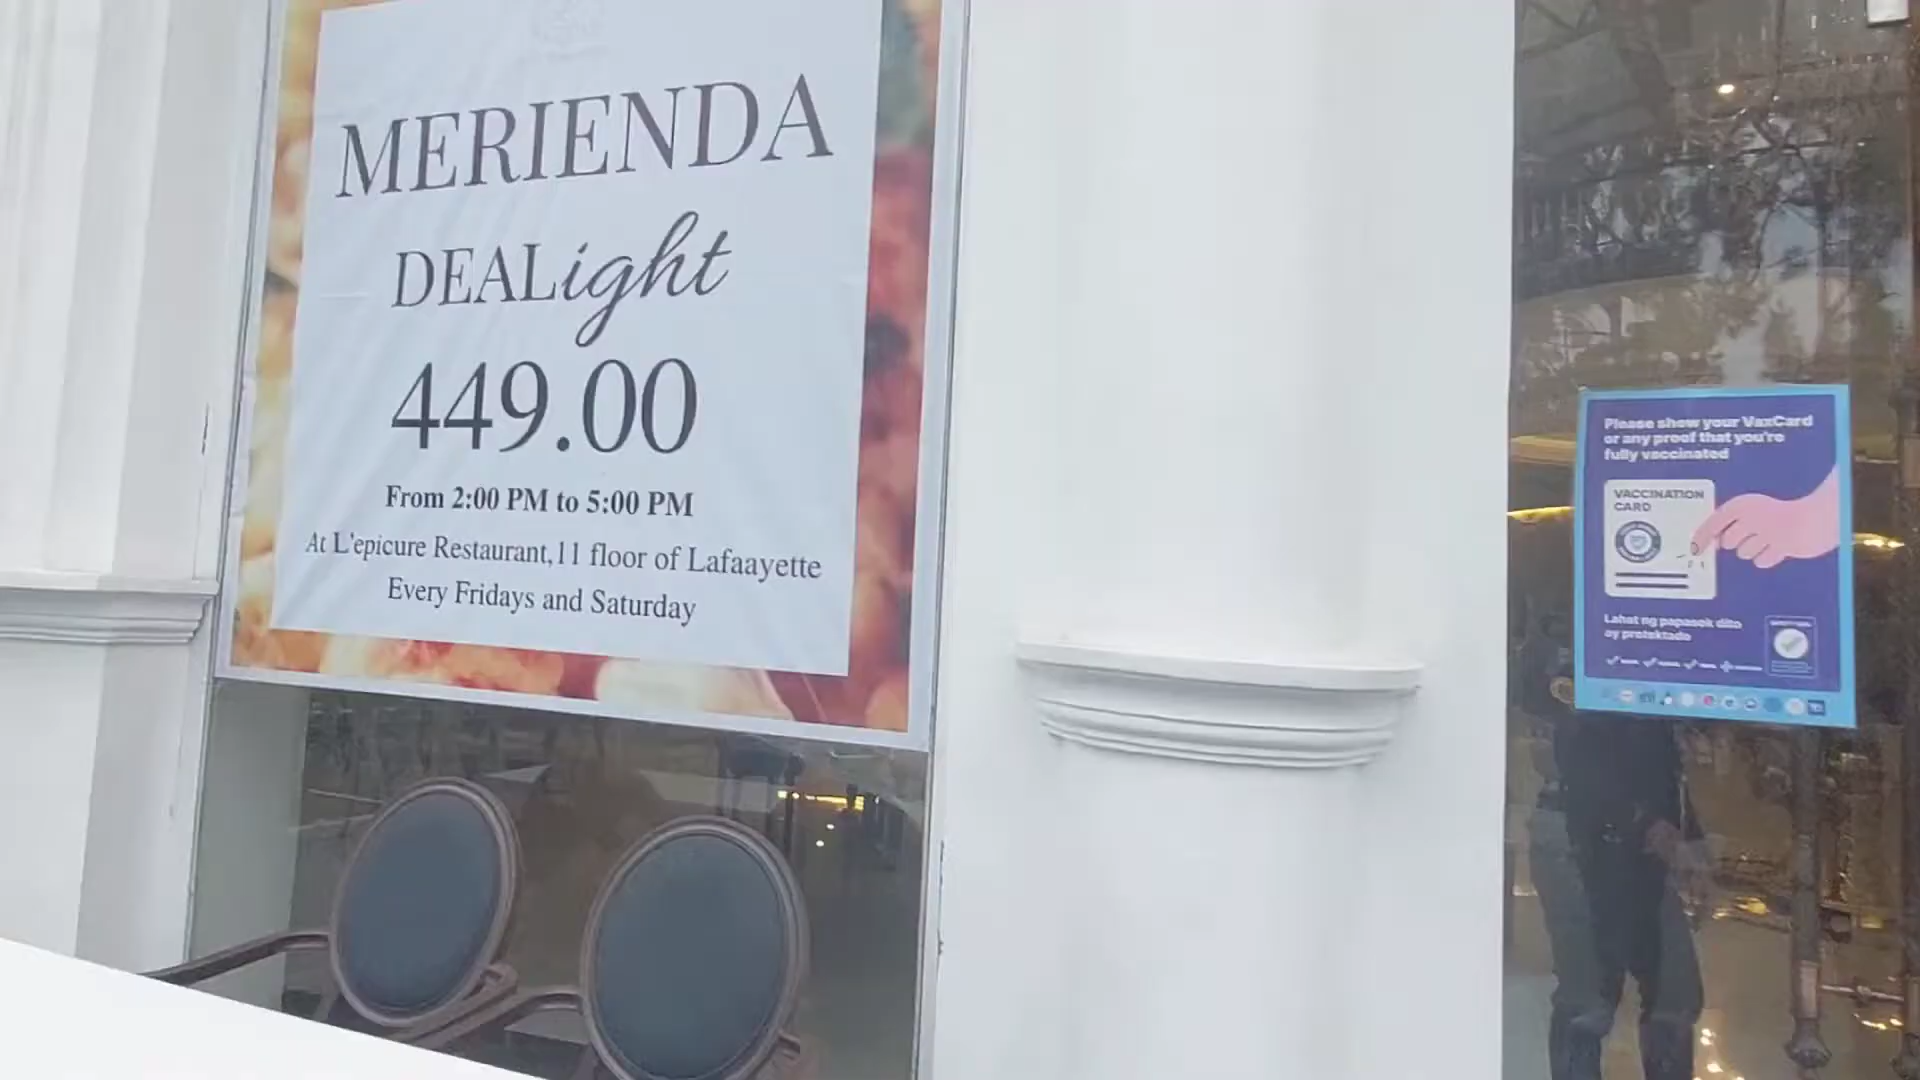 MERIENDA
DEALight
449.00
From 2:00 PM to 5:00 PM
At L'epicure Restaurant,11 floor of Lafaayette
Every Fridays and Saturday
Please show your VaxCard
or any proof that you're
fully vaccinated
VACCINATION
CARD
Lahat ng papasok dito
ay protektado